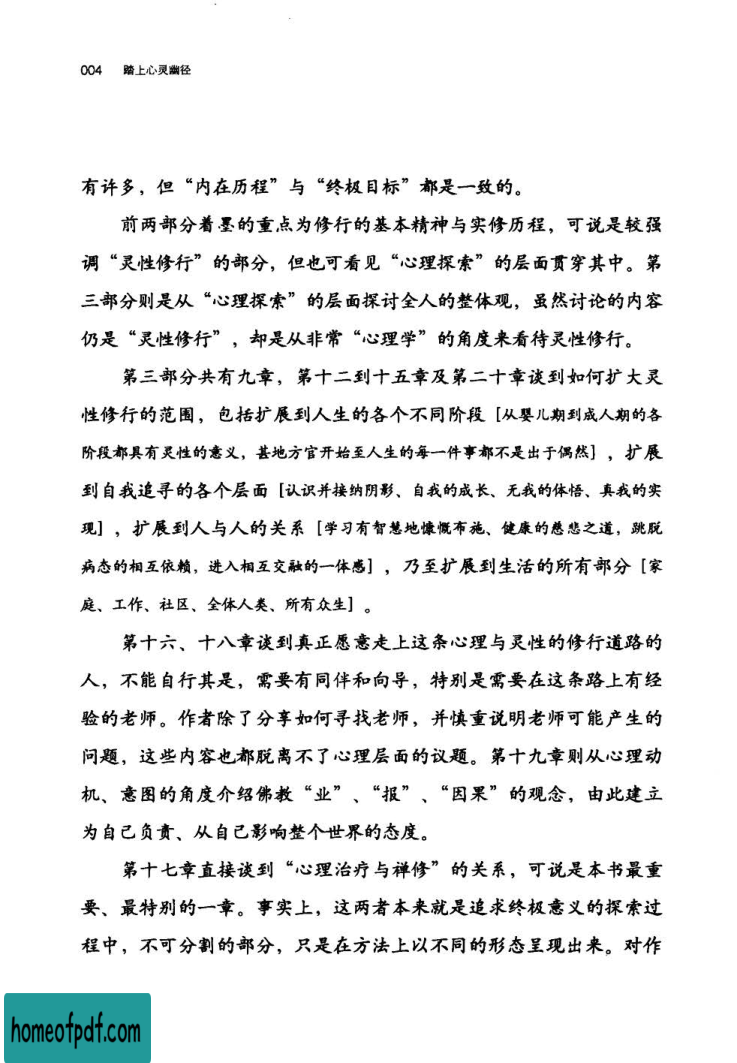 004 踏上心灵幽径
有许多，但“内在历程”与“终极目标”都是一致的。
前两部分着墨的重点为修行的基本精神与实修历程，可说是较强
调“灵性修行”的部分，但也可看见“心理探索”的层面贯穿其中。第
三部分则是从“心理探索”的层面探讨全人的整体观，虽然讨论的内容
仍是“灵性修行”，却是从非常“心理学”的角度来看待灵性修行。
第三部分共有九章，第十二到十五章及第二十章谈到如何扩大灵
性修行的范围，包括扩展到人生的各个不同阶段［从婴儿期到成人期的各
阶段都具有灵性的意义，甚地方官开始至人生的每一件事都不是出于偶然］，扩展
到自我追寻的各个层面［认识并接纳阴影、自我的成长、无我的体悟、真我的实
现］，扩展到人与人的关系［学习有智慧地慷慨布施、健康的慈悲之道，跳脱
病态的相互依赖，进入相互交融的一体感］，乃至扩展到生活的所有部分［家
庭、工作、社区、全体人类、所有众生］。
第十六、十八章谈到真正愿意走上这条心理与灵性的修行道路的
人，不能自行其是，需要有同伴和向导，特别是需要在这条路上有经
验的老师。作者除了分享如何寻找老师，并慎重说明老师可能产生的
问题，这些内容也都脱离不了心理层面的议题。第十九章则从心理动
机、意图的角度介绍佛教“业”、“报”、“因果”的观念，由此建立
为自己负责、从自己影响整个世界的态度。
第十七章直接谈到“心理治疗与禅修”的关系，可说是本书最重
要、最特别的一章。事实上，这两者本来就是追求终极意义的探索过
程中，不可分割的部分，只是在方法上以不同的形态呈现出来。对作
homeofpdf.com